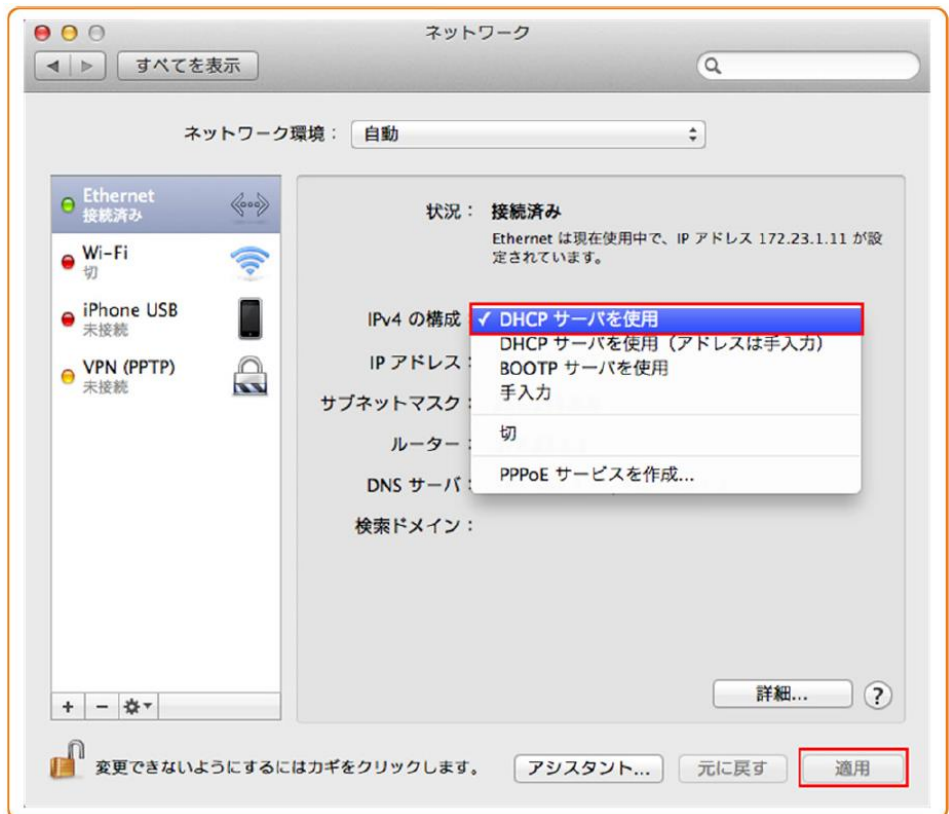 ネットワーク
すべてを表示
ネットワーク環境： 自動
Ethernet
接続済み
Wi-Fi
切
iPhone USB
未接続
VPN (PPTP)
未接続
状況： 接続済み
Ethernet は現在使用中で、IP アドレス 172.23.1.11 が設
定されています。
IPv4 の構成： ✓ DHCP サーバを使用
DHCP サーバを使用（アドレスは手入力）
IP アドレス： BOOTP サーバを使用
手入力
サブネットマスク：
切
ルーター：
PPPoE サービスを作成...
DNS サーバ：
検索ドメイン：
詳細... ?
+ −
変更できないようにするにはカギをクリックします。 アシスタント... 元に戻す 適用